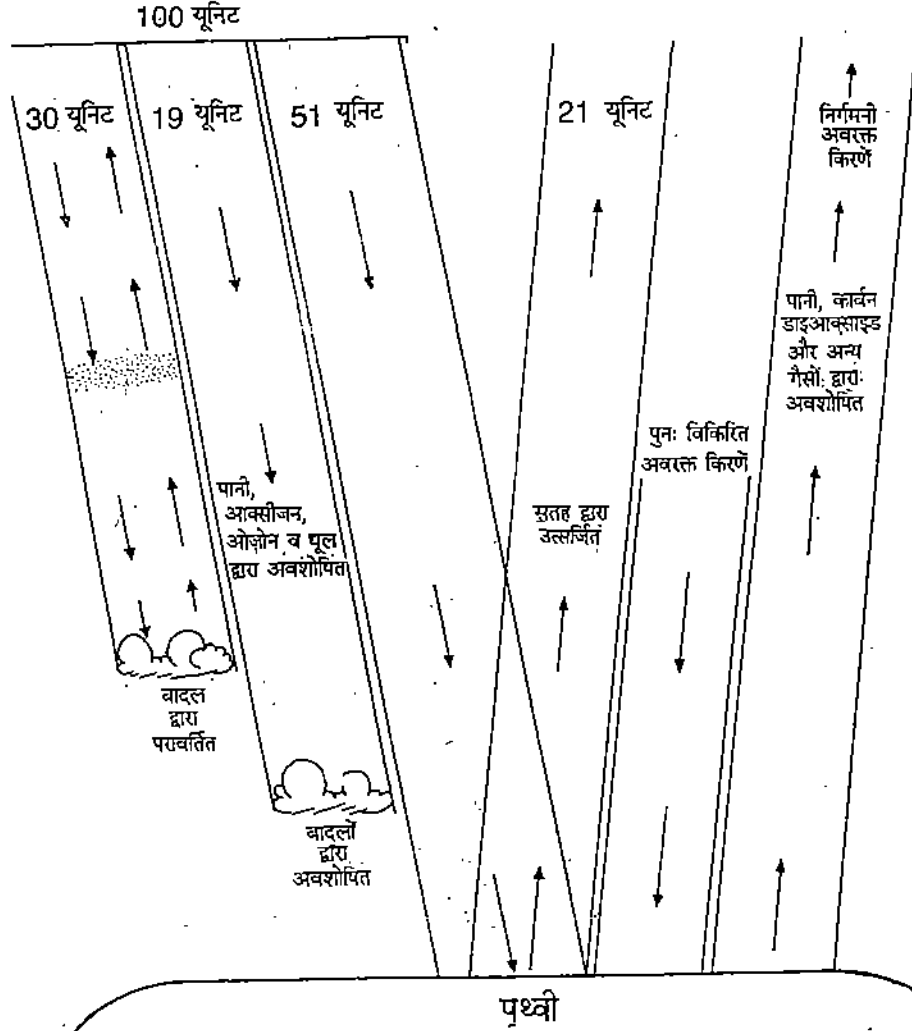 100 यूनिट
30 यूनिट
19 यूनिट
51 यूनिट
21 यूनिट
निर्गमनी
अवरक्त
किरणें
पानी, कार्वन
डाइआक्साइड
और अन्य
गैसों द्वारा
अवशोषित
पुनः विकिरित
अवरक्त किरणें
पानी,
आक्सीजन,
ओज़ोन व धूल
द्वारा अवशोषित
सतह द्वारा
उत्सर्जित
बादल
द्वारा
परावर्तित
बादलों
द्वारा
अवशोषित
पृथ्वी